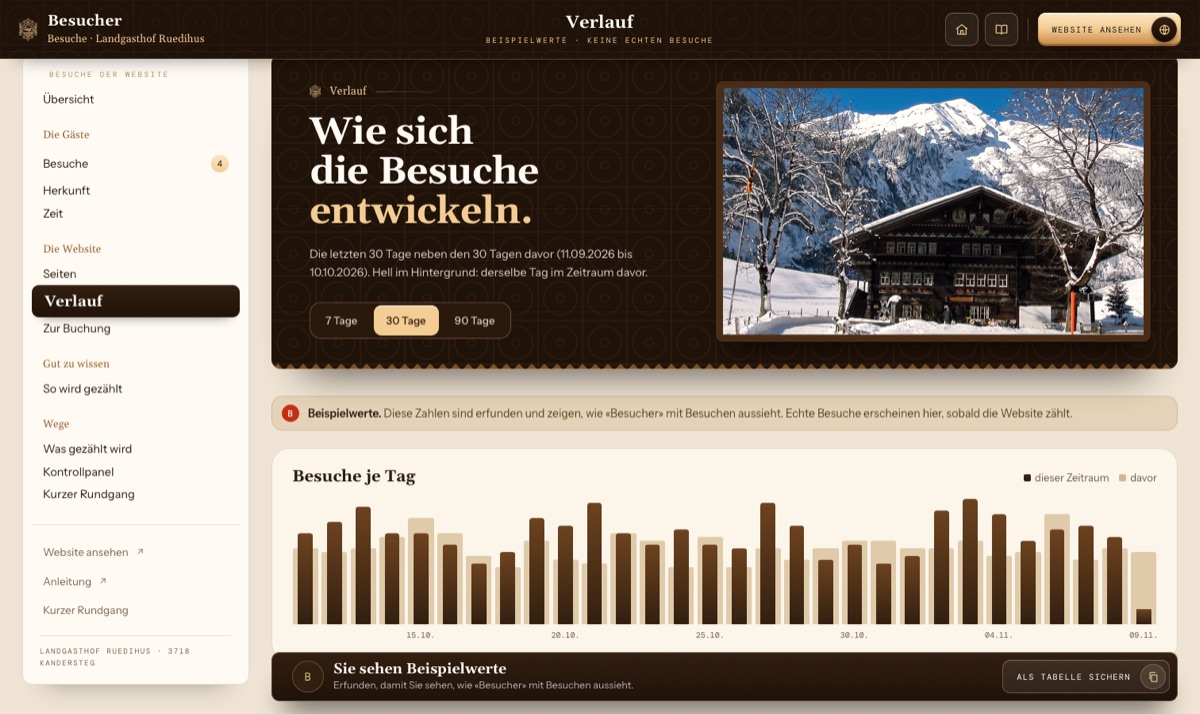 Besucher
Besuche · Landgasthof Ruedihus
Verlauf
BEISPIELWERTE · KEINE ECHTEN BESUCHE
WEBSITE ANSEHEN
BESUCHE DER WEBSITE
Übersicht
Die Gäste
Besuche 4
Herkunft
Zeit
Die Website
Seiten
Verlauf
Zur Buchung
Gut zu wissen
So wird gezählt
Wege
Was gezählt wird
Kontrollpanel
Kurzer Rundgang
Website ansehen ↗
Anleitung ↗
Kurzer Rundgang
LANDGASTHOF RUEDIHUS · 3718
KANDERSTEG
Verlauf
Wie sich
die Besuche
entwickeln.
Die letzten 30 Tage neben den 30 Tagen davor (11.09.2026 bis
10.10.2026). Hell im Hintergrund: derselbe Tag im Zeitraum davor.
7 Tage 30 Tage 90 Tage
B Beispielwerte. Diese Zahlen sind erfunden und zeigen, wie «Besucher» mit Besuchen aussieht. Echte Besuche erscheinen hier, sobald die Website zählt.
Besuche je Tag
dieser Zeitraum davor
15.10. 20.10. 25.10. 30.10. 04.11. 09.11.
B
Sie sehen Beispielwerte
Erfunden, damit Sie sehen, wie «Besucher» mit Besuchen aussieht.
ALS TABELLE SICHERN